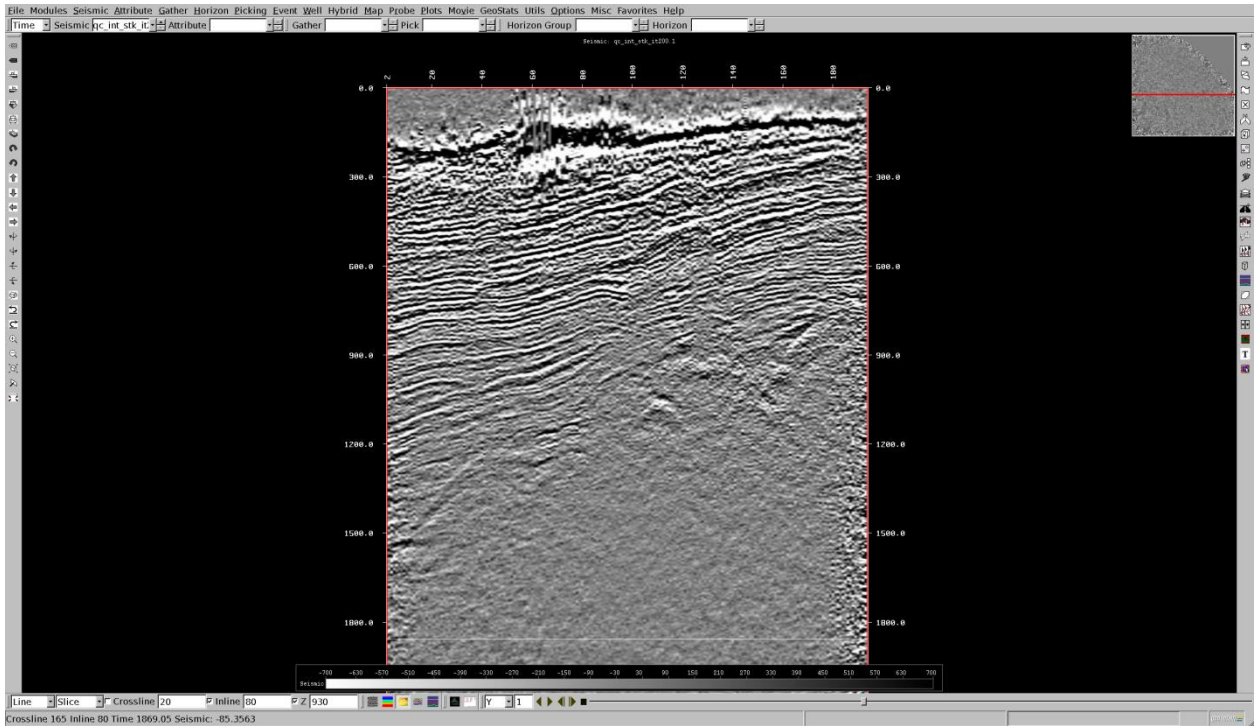 File Modules Seismic Attribute Gather Horizon Picking Event Well Hybrid Map Probe Plots Movie GeoStats Utils Options Misc Favorites Help
Time Seismic qc_int_stk_it Attribute Gather Pick Horizon Group Horizon
Seismic: qc_int_stk_it200.1
2 20 40 60 80 100 120 140 160 180
0.0 0.0
300.0 300.0
600.0 600.0
900.0 900.0
1200.0 1200.0
1500.0 1500.0
1800.0 1800.0
-700 -630 -570 -510 -450 -390 -330 -270 -210 -150 -90 -30 30 90 150 210 270 330 390 450 510 570 630 700
Seismic
Line Slice Crossline 20 Inline 80 Z 930 Y 1
Crossline 165 Inline 80 Time 1869.05 Seismic: -85.3563